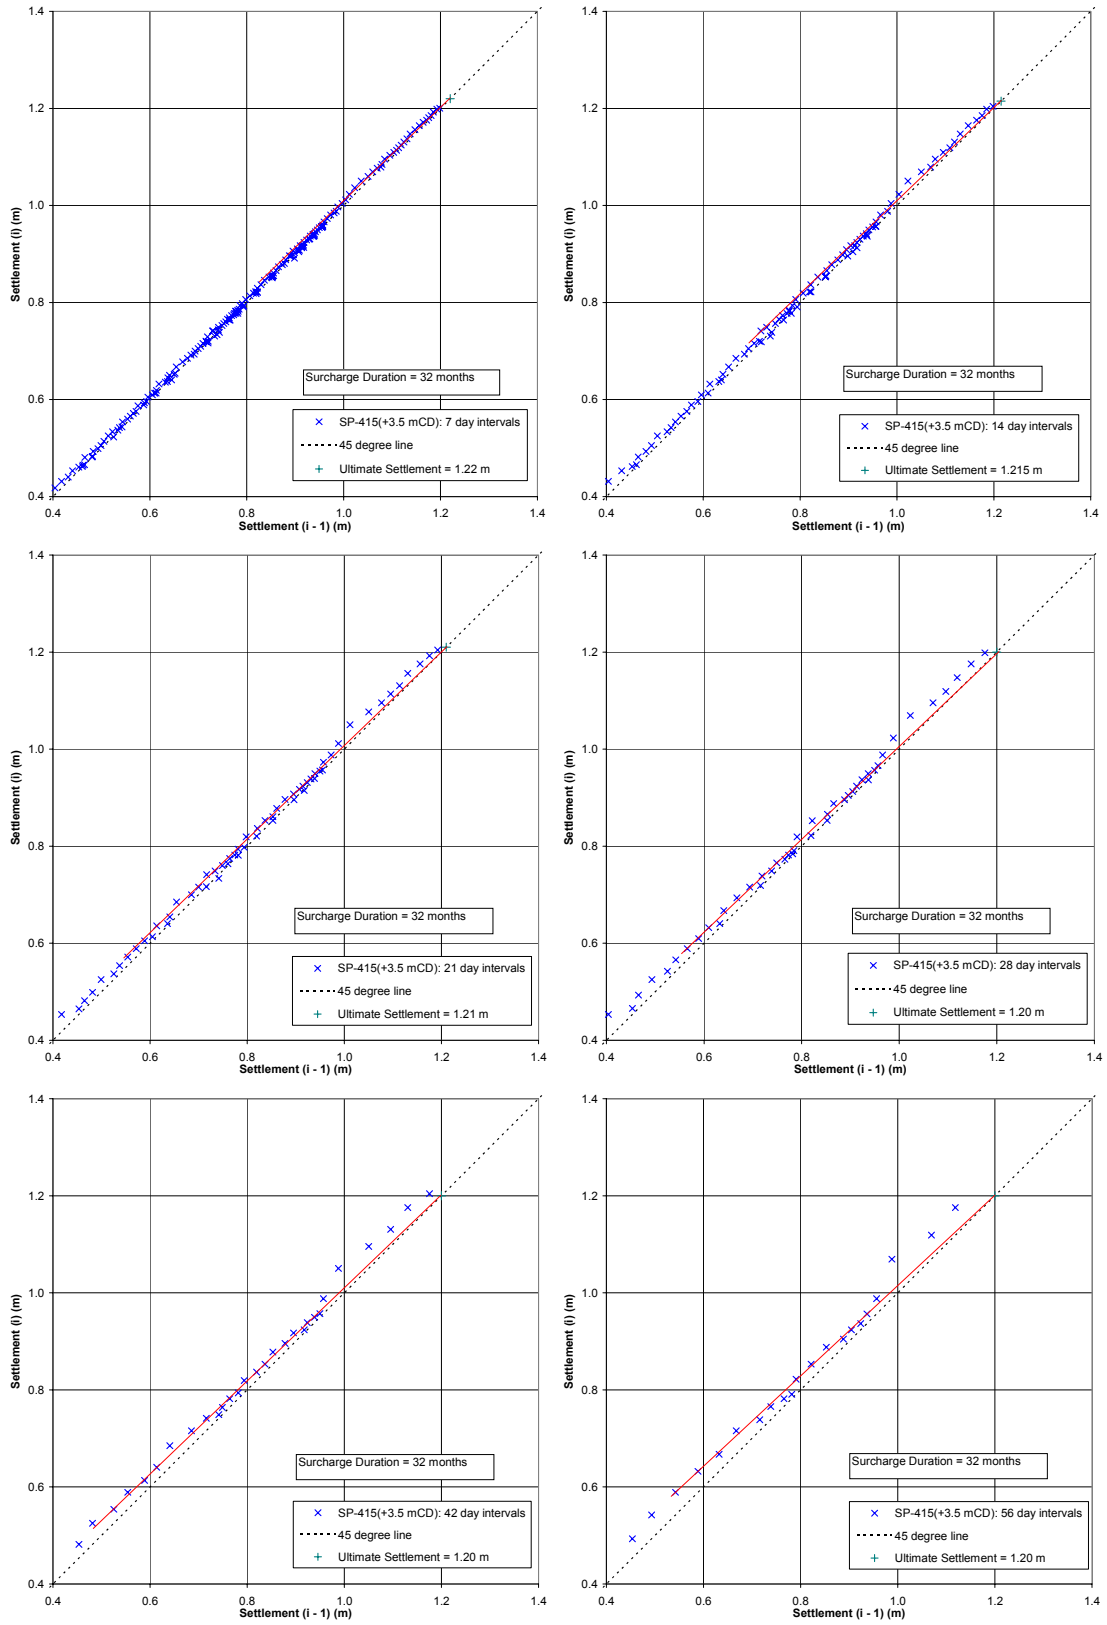 1.4
1.2
1.0
0.8
0.6
0.4
Settlement (i) (m)
Surcharge Duration = 32 months
SP-415(+3.5 mCD): 7 day intervals
45 degree line
Ultimate Settlement = 1.22 m
0.4 0.6 0.8 1.0 1.2 1.4
Settlement (i - 1) (m)
1.4
1.2
1.0
0.8
0.6
0.4
Settlement (i) (m)
Surcharge Duration = 32 months
SP-415(+3.5 mCD): 14 day intervals
45 degree line
Ultimate Settlement = 1.215 m
0.4 0.6 0.8 1.0 1.2 1.4
Settlement (i - 1) (m)
1.4
1.2
1.0
0.8
0.6
0.4
Settlement (i) (m)
Surcharge Duration = 32 months
SP-415(+3.5 mCD): 21 day intervals
45 degree line
Ultimate Settlement = 1.21 m
0.4 0.6 0.8 1.0 1.2 1.4
Settlement (i - 1) (m)
1.4
1.2
1.0
0.8
0.6
0.4
Settlement (i) (m)
Surcharge Duration = 32 months
SP-415(+3.5 mCD): 28 day intervals
45 degree line
Ultimate Settlement = 1.20 m
0.4 0.6 0.8 1.0 1.2 1.4
Settlement (i - 1) (m)
1.4
1.2
1.0
0.8
0.6
0.4
Settlement (i) (m)
Surcharge Duration = 32 months
SP-415(+3.5 mCD): 42 day intervals
45 degree line
Ultimate Settlement = 1.20 m
0.4 0.6 0.8 1.0 1.2 1.4
Settlement (i - 1) (m)
1.4
1.2
1.0
0.8
0.6
0.4
Settlement (i) (m)
Surcharge Duration = 32 months
SP-415(+3.5 mCD): 56 day intervals
45 degree line
Ultimate Settlement = 1.20 m
0.4 0.6 0.8 1.0 1.2 1.4
Settlement (i - 1) (m)